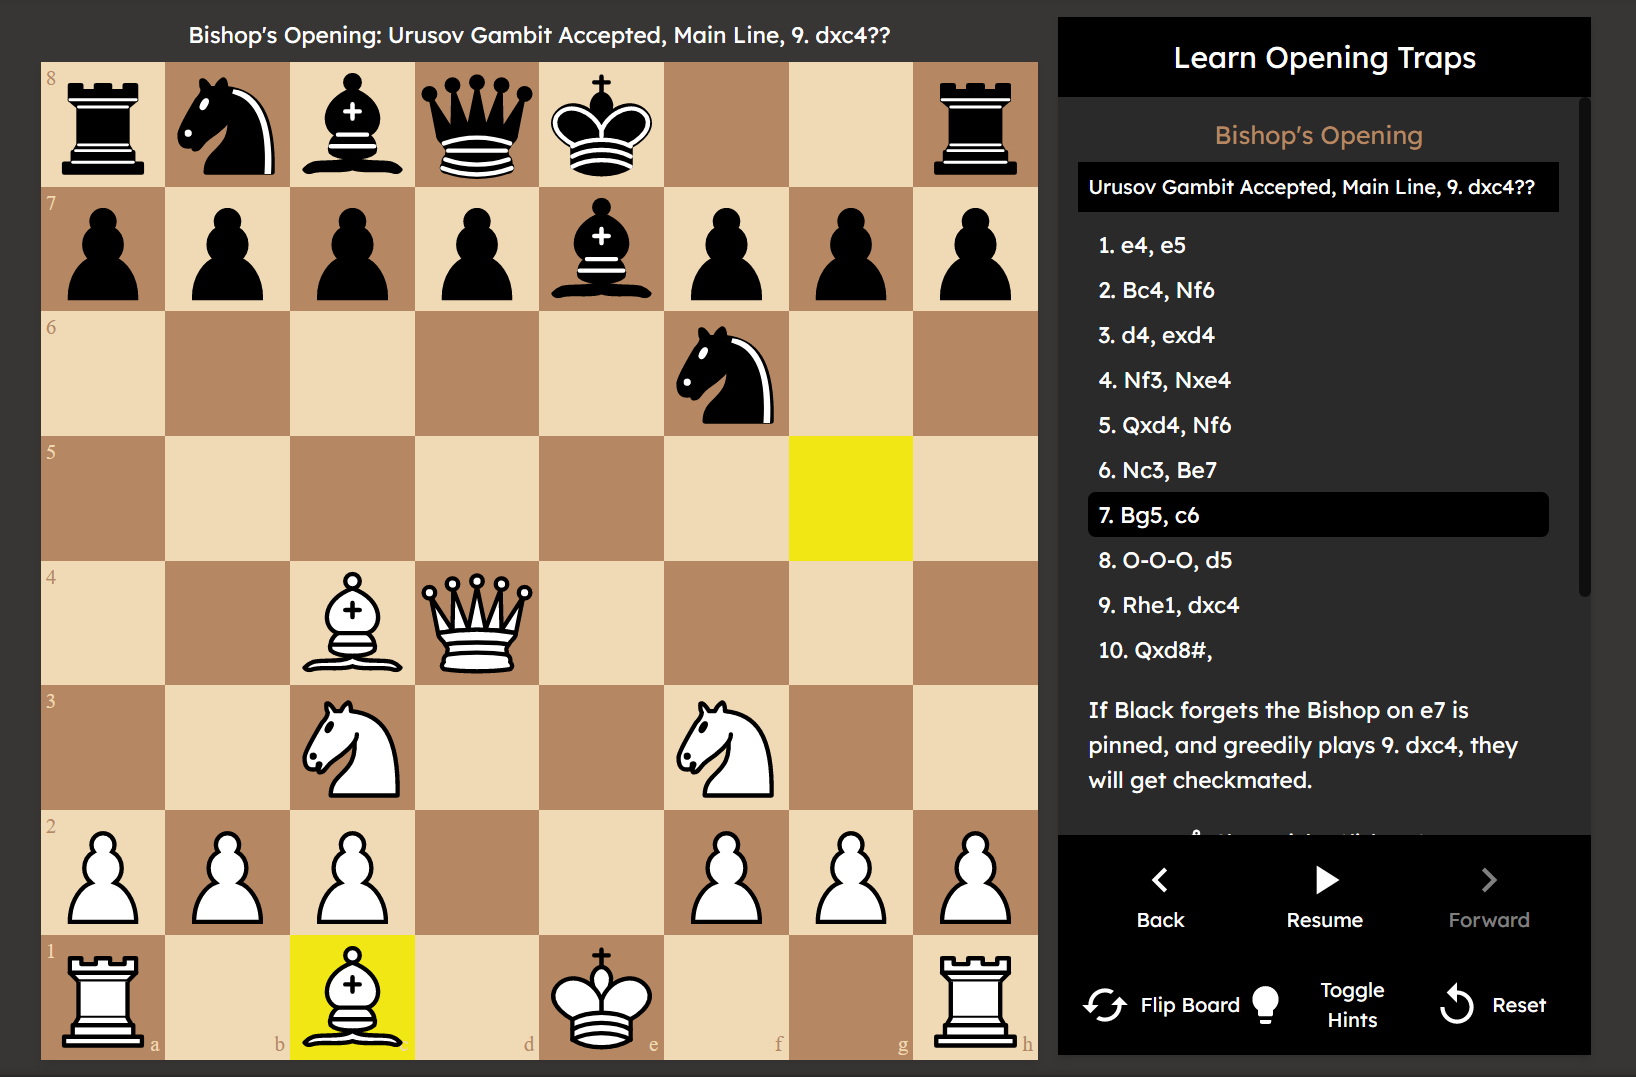 Bishop's Opening: Urusov Gambit Accepted, Main Line, 9. dxc4??
8
7
6
5
4
3
2
1
a
b
c
d
e
f
g
h
Learn Opening Traps
Bishop's Opening
Urusov Gambit Accepted, Main Line, 9. dxc4??
1. e4, e5
2. Bc4, Nf6
3. d4, exd4
4. Nf3, Nxe4
5. Qxd4, Nf6
6. Nc3, Be7
7. Bg5, c6
8. O-O-O, d5
9. Rhe1, dxc4
10. Qxd8#,
If Black forgets the Bishop on e7 is
pinned, and greedily plays 9. dxc4, they
will get checkmated.
Back
Resume
Forward
Flip Board
Toggle
Hints
Reset